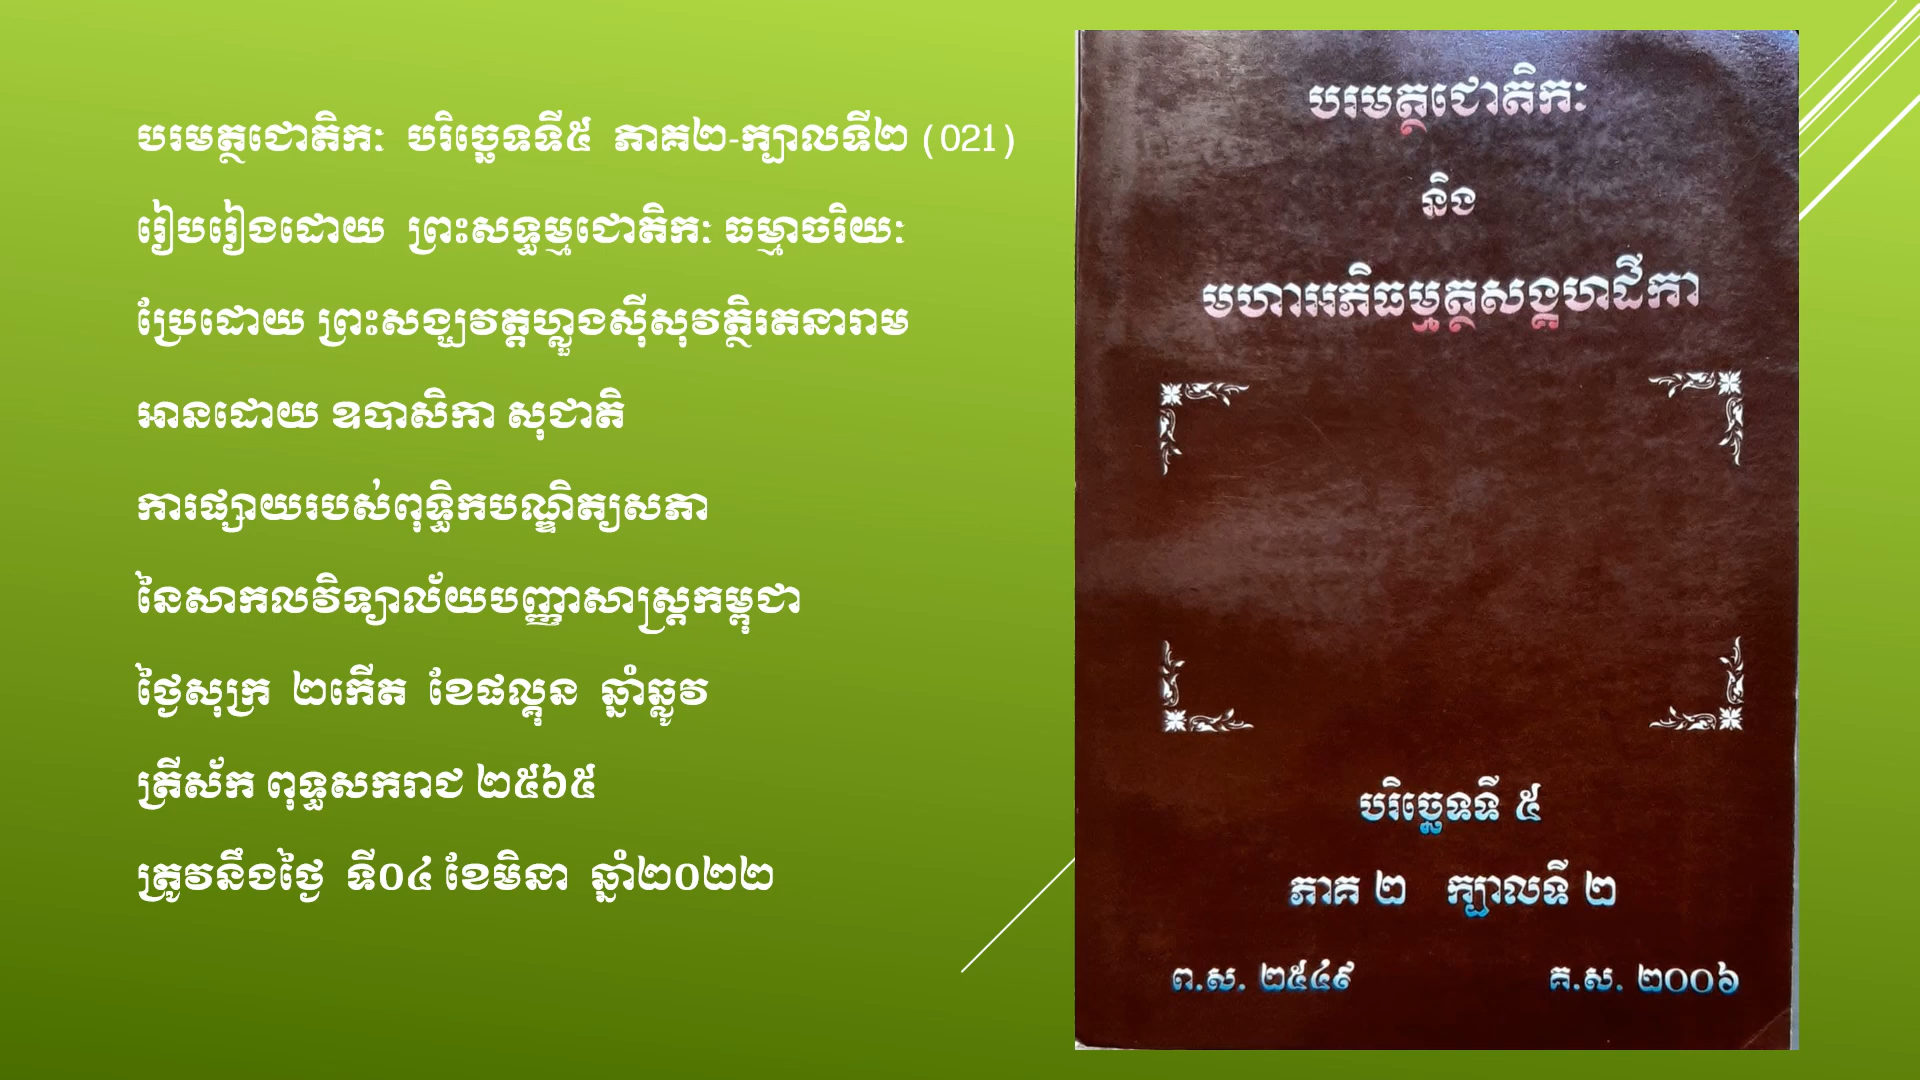 បរមត្ថជោតិកៈ បរិច្ឆេទទី៥ ភាគ២-ក្បាលទី២ (021)
រៀបរៀងដោយ ព្រះសទ្ធម្មជោតិកៈ ធម្មាចរិយៈ
ប្រែដោយ ព្រះសង្ឃវត្តហ្លួងស៊ីសុវត្ថិរតនារាម
អានដោយ ឧបាសិកា សុជាតិ
ការផ្សាយរបស់ពុទ្ធិកបណ្ឌិត្យសភា
នៃសាកលវិទ្យាល័យបញ្ញាសាស្ត្រកម្ពុជា
ថ្ងៃសុក្រ ២កើត ខែផល្គុន ឆ្នាំឆ្លូវ
ត្រីស័ក ពុទ្ធសករាជ ២៥៦៥
ត្រូវនឹងថ្ងៃ ទី០៤ ខែមិនា ឆ្នាំ២០២២
បរមត្ថជោតិកៈ
និង
មហាអភិធម្មត្ថសង្គហដីកា
បរិច្ឆេទទី ៥
ភាគ ២ ក្បាលទី ២
ព.ស. ២៥៤៩ គ.ស. ២០០៦